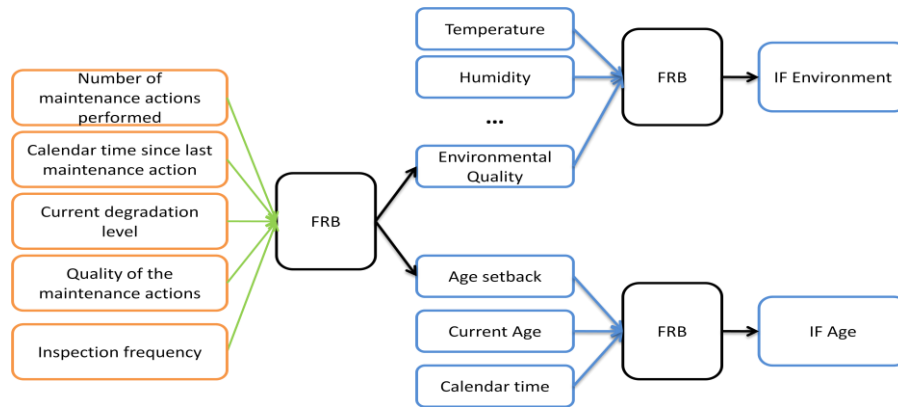 Number of
maintenance actions
performed
Calendar time since last
maintenance action
Current degradation
level
Quality of the
maintenance actions
Inspection frequency
FRB
Temperature
Humidity
...
Environmental
Quality
FRB
IF Environment
Age setback
Current Age
Calendar time
FRB
IF Age